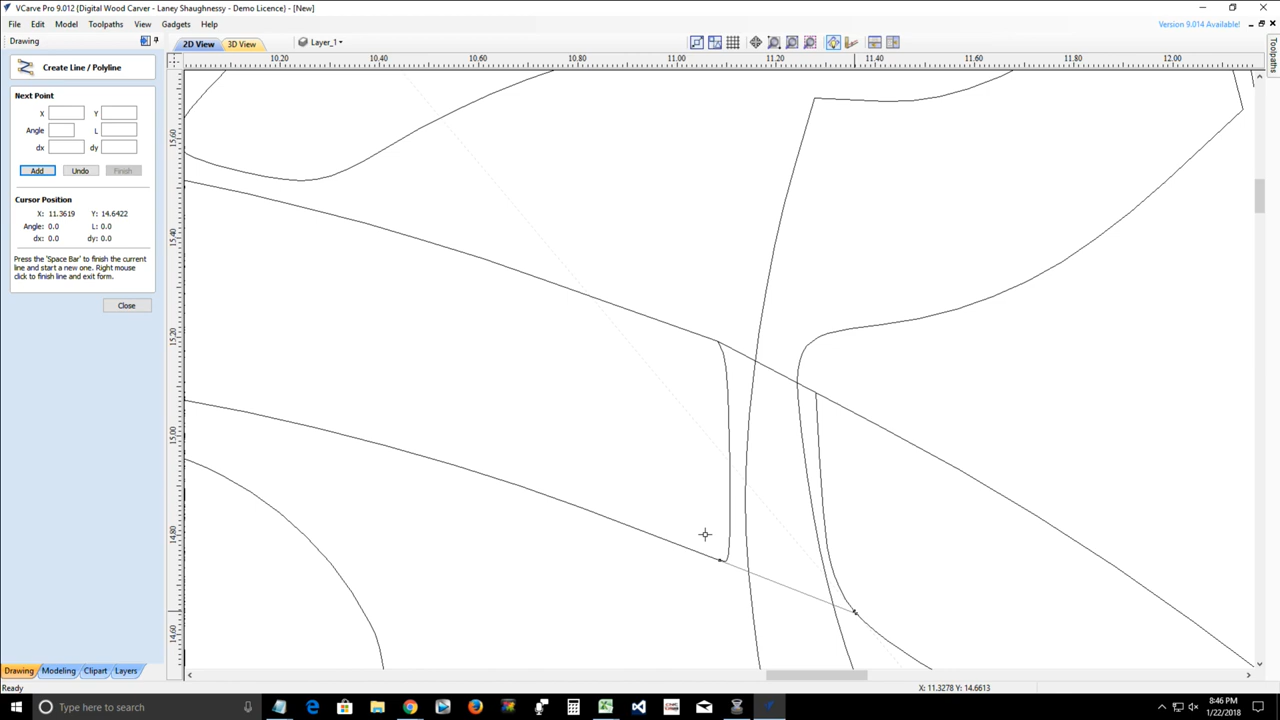 VCarve Pro 9.012 {Digital Wood Carver - Laney Shaughnessy - Demo Licence} - [New]
File Edit Model Toolpaths View Gadgets Help
Version 9.014 Available!
Drawing
2D View 3D View Layer_1
Toolpaths
Create Line / Polyline
10.20 10.40 10.60 10.80 11.00 11.20 11.40 11.60 11.80 12.00
15.60
15.40
15.20
15.00
14.80
14.60
Next Point
X Y
Angle L
dx dy
Add Undo Finish
Cursor Position
X: 11.3619 Y: 14.6422
Angle: 0.0 L: 0.0
dx: 0.0 dy: 0.0
Press the 'Space Bar' to finish the current
line and start a new one. Right mouse
click to finish line and exit form.
Close
Drawing Modeling Clipart Layers
Ready
X: 11.3278 Y: 14.6613
Type here to search
8:46 PM
1/22/2018